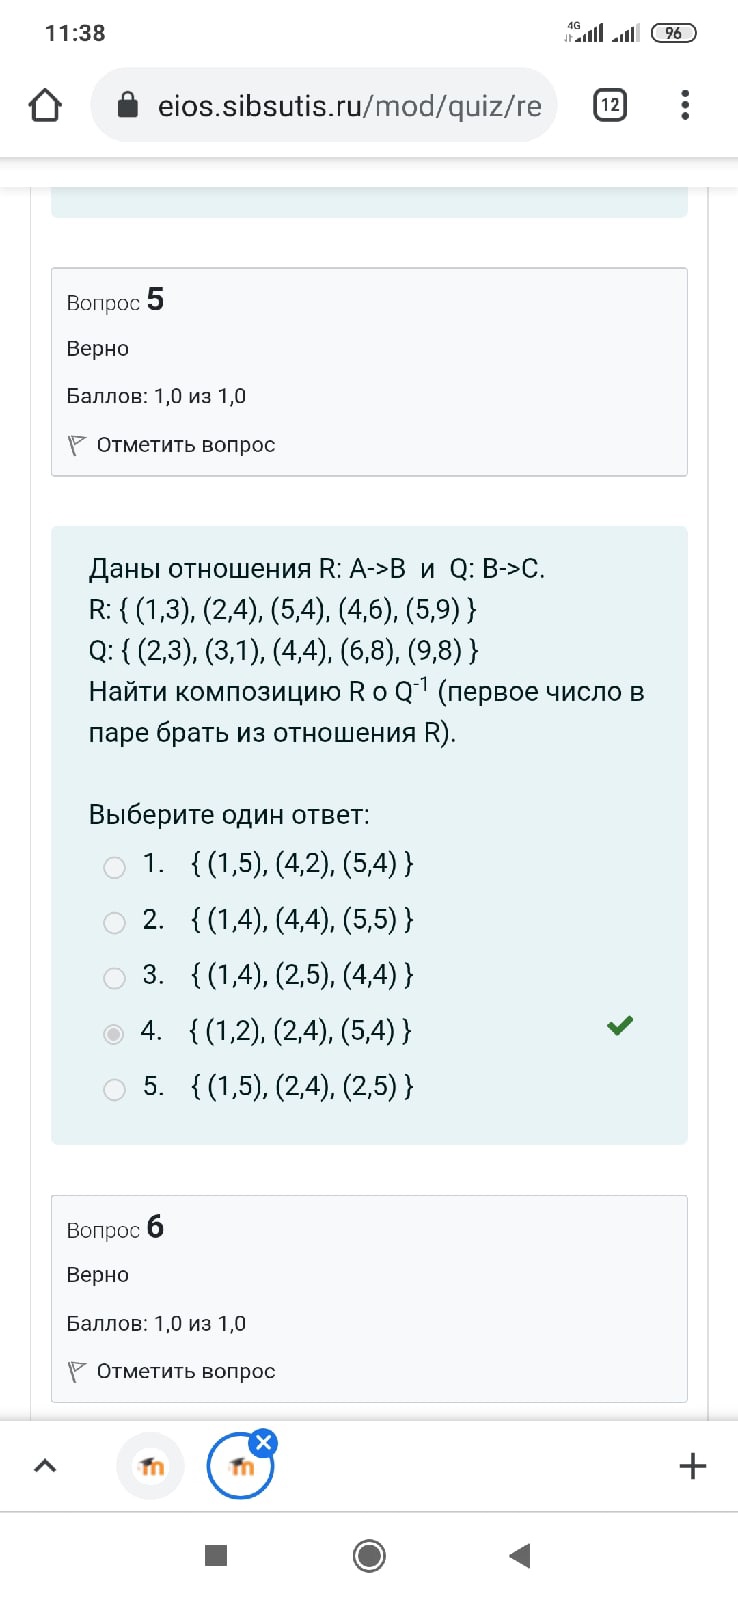 11:38
4G
96
eios.sibsutis.ru/mod/quiz/re
12
Вопрос 5
Верно
Баллов: 1,0 из 1,0
Отметить вопрос
Даны отношения R: A->B и Q: B->C.
R: { (1,3), (2,4), (5,4), (4,6), (5,9) }
Q: { (2,3), (3,1), (4,4), (6,8), (9,8) }
Найти композицию R o Q⁻¹ (первое число в
паре брать из отношения R).
Выберите один ответ:
1. { (1,5), (4,2), (5,4) }
2. { (1,4), (4,4), (5,5) }
3. { (1,4), (2,5), (4,4) }
4. { (1,2), (2,4), (5,4) }
5. { (1,5), (2,4), (2,5) }
Вопрос 6
Верно
Баллов: 1,0 из 1,0
Отметить вопрос